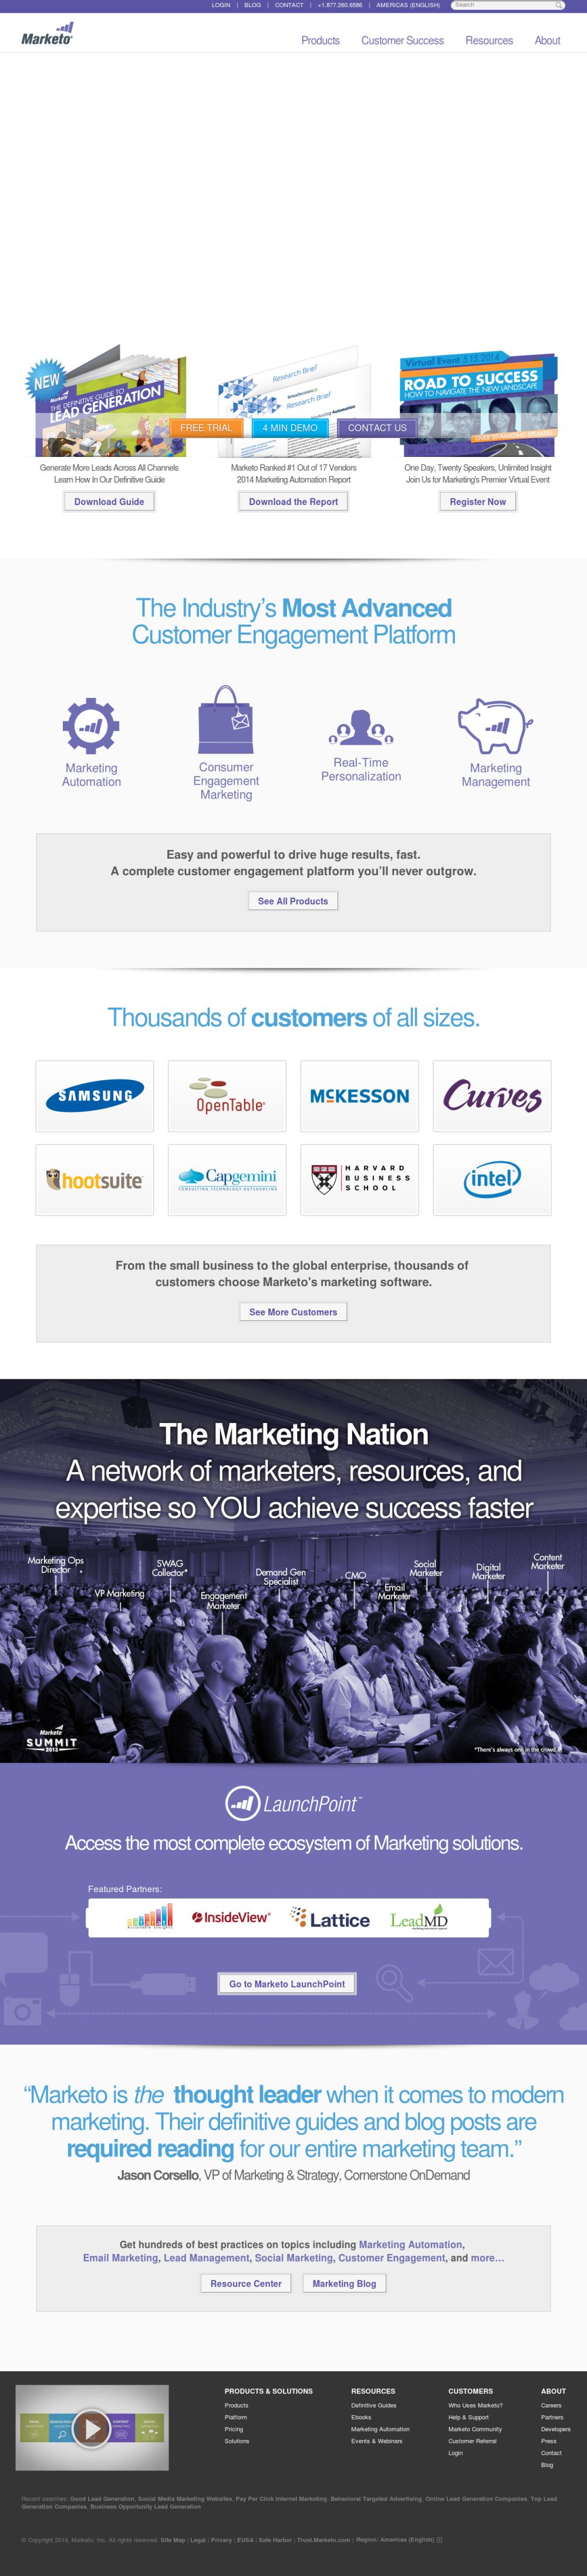 LOGIN | BLOG | CONTACT | +1.877.260.6586 | AMERICAS (ENGLISH) Search
Marketo
Products Customer Success Resources About
NEW
Marketo
THE DEFINITIVE GUIDE TO
LEAD GENERATION
Research Brief
SiriusDecisions
Research Brief
Marketing Automation
Virtual Event 5.15.2014
ROAD TO SUCCESS
HOW TO NAVIGATE THE NEW LANDSCAPE
OVER 20 AMAZING SPEAKERS
FREE TRIAL 4 MIN DEMO CONTACT US
Generate More Leads Across All Channels
Learn How In Our Definitive Guide
Download Guide
Marketo Ranked #1 Out of 17 Vendors
2014 Marketing Automation Report
Download the Report
One Day, Twenty Speakers, Unlimited Insight
Join Us for Marketing's Premier Virtual Event
Register Now
The Industry's Most Advanced
Customer Engagement Platform
Marketing
Automation
Consumer
Engagement
Marketing
Real-Time
Personalization
Marketing
Management
Easy and powerful to drive huge results, fast.
A complete customer engagement platform you'll never outgrow.
See All Products
Thousands of customers of all sizes.
SAMSUNG
OpenTable
MCKESSON
Curves
hootsuite
Capgemini
CONSULTING.TECHNOLOGY.OUTSOURCING
HARVARD
BUSINESS
SCHOOL
intel
From the small business to the global enterprise, thousands of
customers choose Marketo's marketing software.
See More Customers
The Marketing Nation
A network of marketers, resources, and
expertise so YOU achieve success faster
Marketing Ops
Director
VP Marketing
SWAG
Collector*
Engagement
Marketer
Demand Gen
Specialist
CMO
Email
Marketer
Social
Marketer
Digital
Marketer
Content
Marketer
Marketo
SUMMIT
2013
*There's always one in the crowd.
LaunchPoint™
Access the most complete ecosystem of Marketing solutions.
Featured Partners:
InsideView
Lattice
LeadMD
Go to Marketo LaunchPoint
“Marketo is the thought leader when it comes to modern
marketing. Their definitive guides and blog posts are
required reading for our entire marketing team.”
Jason Corsello, VP of Marketing & Strategy, Cornerstone OnDemand
Get hundreds of best practices on topics including Marketing Automation,
Email Marketing, Lead Management, Social Marketing, Customer Engagement, and more…
Resource Center Marketing Blog
PRODUCTS & SOLUTIONS
Products
Platform
Pricing
Solutions
RESOURCES
Definitive Guides
Ebooks
Marketing Automation
Events & Webinars
CUSTOMERS
Who Uses Marketo?
Help & Support
Marketo Community
Customer Referral
Login
ABOUT
Careers
Partners
Developers
Press
Contact
Blog
Recent searches: Good Lead Generation, Social Media Marketing Websites, Pay Per Click Internet Marketing, Behavioral Targeted Advertising, Online Lead Generation Companies, Top Lead
Generation Companies, Business Opportunity Lead Generation
© Copyright 2014, Marketo, Inc. All rights reserved. Site Map | Legal | Privacy | EUSA | Safe Harbor | Trust.Marketo.com | Region: Americas (English) [+]